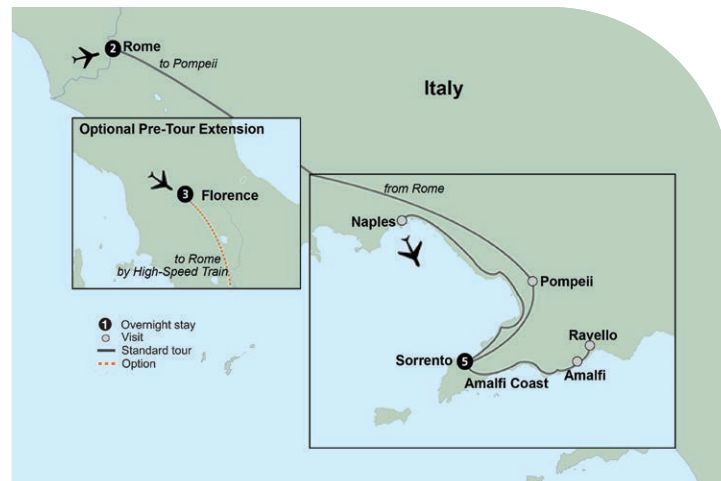 2 Rome
to Pompeii
Italy
Optional Pre-Tour Extension
3 Florence
to Rome
by High-Speed Train
from Rome
Naples
Pompeii
Ravello
Sorrento 5
Amalfi
Amalfi Coast
1 Overnight stay
Visit
Standard tour
Option